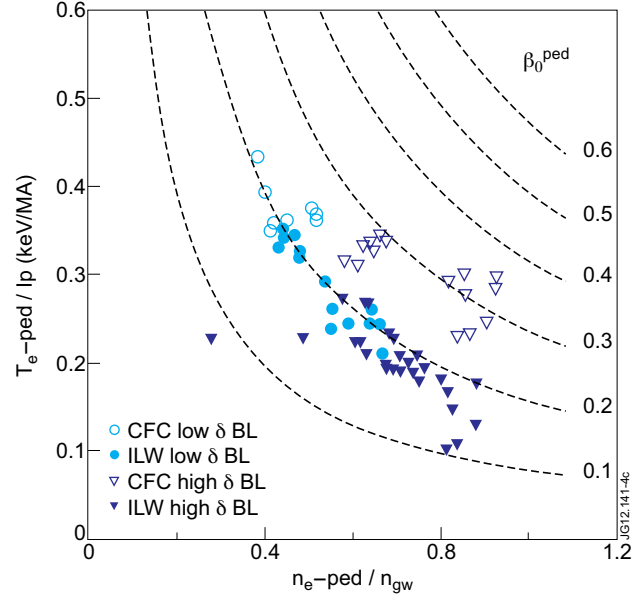 0.6
β₀ᵖᵉᵈ
0.5
0.4
0.3
0.2
0.1
0
Tₑ–ped / Ip (keV/MA)
0.6
0.5
0.4
0.3
0.2
0.1
CFC low δ BL
ILW low δ BL
CFC high δ BL
ILW high δ BL
0 0.4 0.8 1.2
nₑ–ped / n_gw
JG12.141-4c